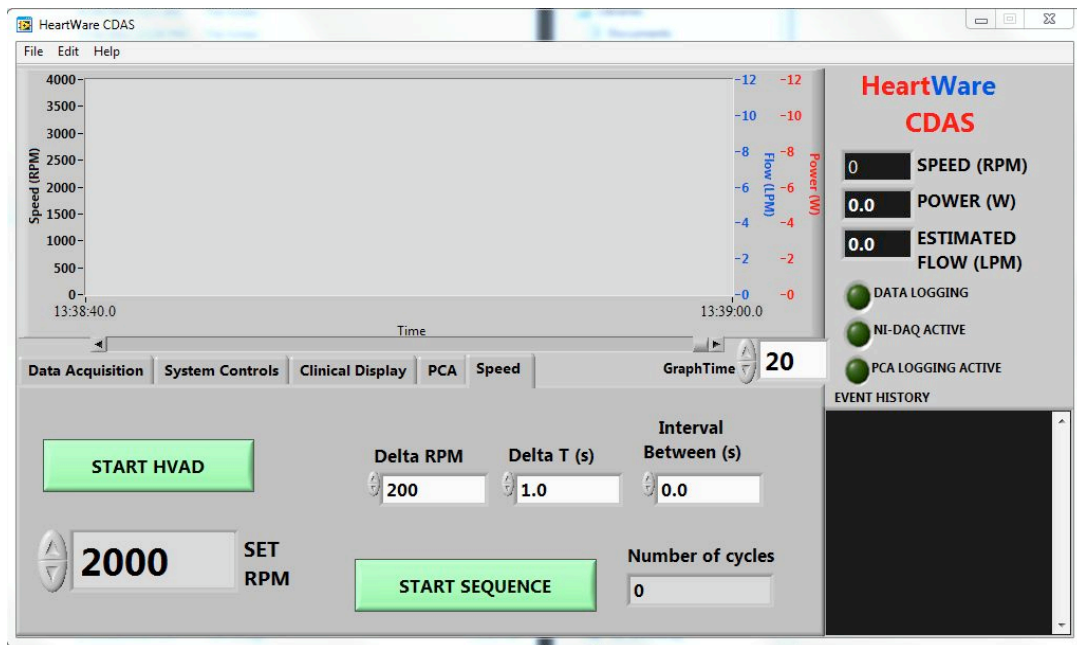 HeartWare CDAS
File Edit Help
4000
3500
3000
2500
2000
1500
1000
500
0
Speed (RPM)
13:38:40.0
13:39:00.0
Time
12
10
8
6
4
2
0
Flow (LPM)
12
10
8
6
4
2
0
Power (W)
HeartWare
CDAS
0 SPEED (RPM)
0.0 POWER (W)
0.0 ESTIMATED
FLOW (LPM)
DATA LOGGING
NI-DAQ ACTIVE
PCA LOGGING ACTIVE
EVENT HISTORY
Data Acquisition System Controls Clinical Display PCA Speed
GraphTime 20
START HVAD
2000 SET
RPM
Delta RPM
200
Delta T (s)
1.0
Interval
Between (s)
0.0
START SEQUENCE
Number of cycles
0